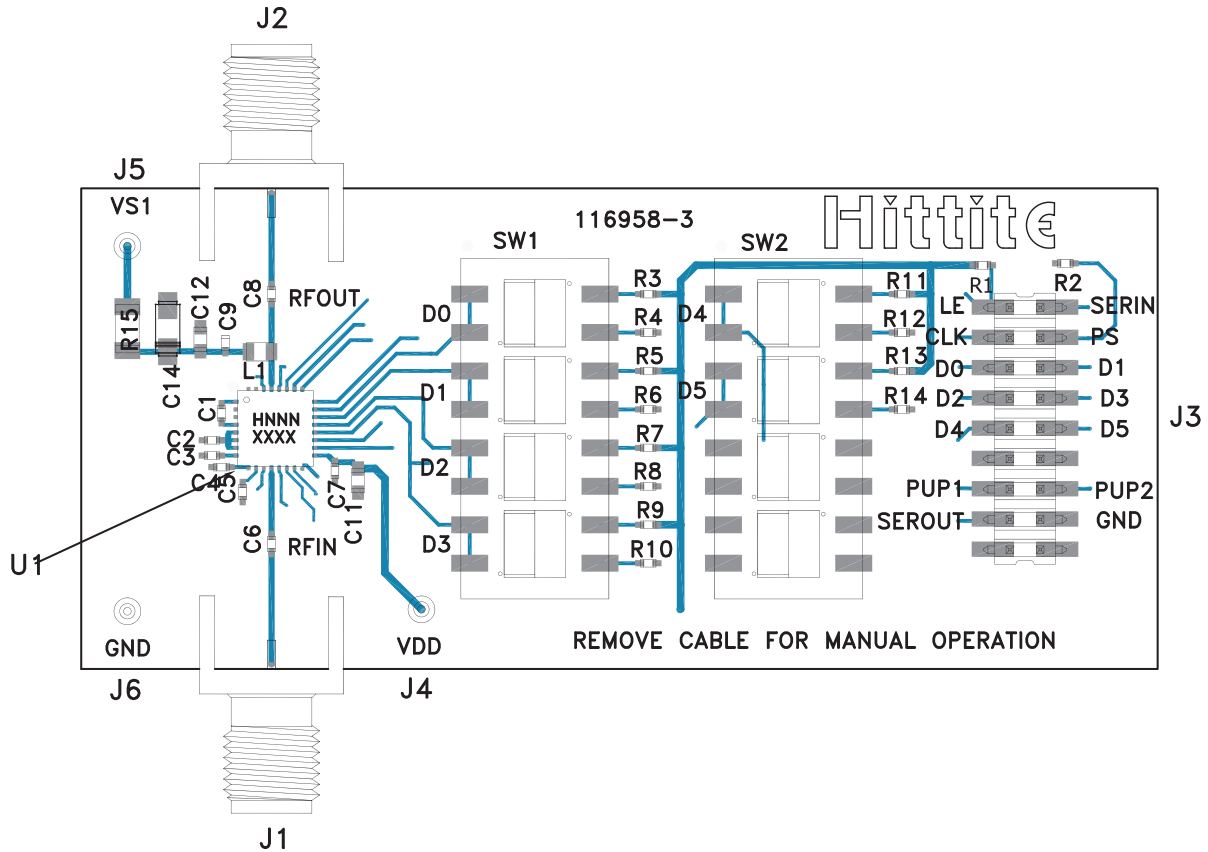 J2
J5
VS1
116958-3
Hittite
SW1
SW2
R15
C14
C12
C9
C8
RFOUT
L1
D0
D1
D2
D3
R3
R4
R5
R6
R7
R8
R9
R10
D4
D5
R11
R12
R13
R14
R1
R2
LE
SERIN
CLK
PS
D0
D1
D2
D3
D4
D5
PUP1
PUP2
SEROUT
GND
J3
C1
HNNN
XXXX
C2
C3
C4
C5
C7
C11
C6
RFIN
U1
GND
VDD
REMOVE CABLE FOR MANUAL OPERATION
J6
J4
J1